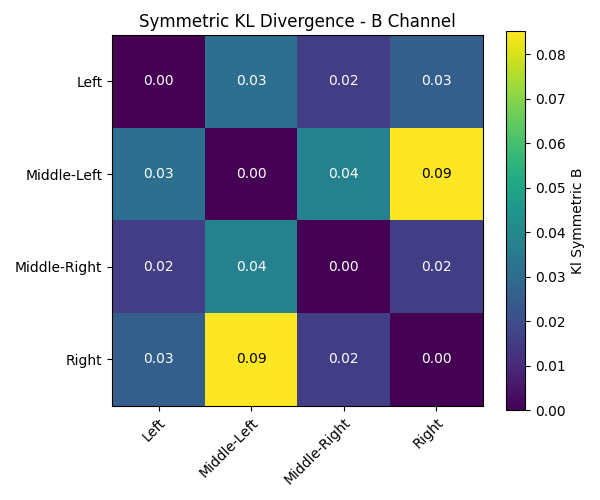 Symmetric KL Divergence - B Channel
Left 0.00 0.03 0.02 0.03
Middle-Left 0.03 0.00 0.04 0.09
Middle-Right 0.02 0.04 0.00 0.02
Right 0.03 0.09 0.02 0.00
Left Middle-Left Middle-Right Right
0.08
0.07
0.06
0.05
0.04
0.03
0.02
0.01
0.00
Kl Symmetric B